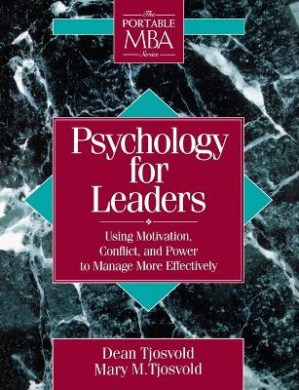 The
PORTABLE
MBA
Series
Psychology
for
Leaders
Using Motivation,
Conflict, and Power
to Manage More Effectively
Dean Tjosvold
Mary M. Tjosvold